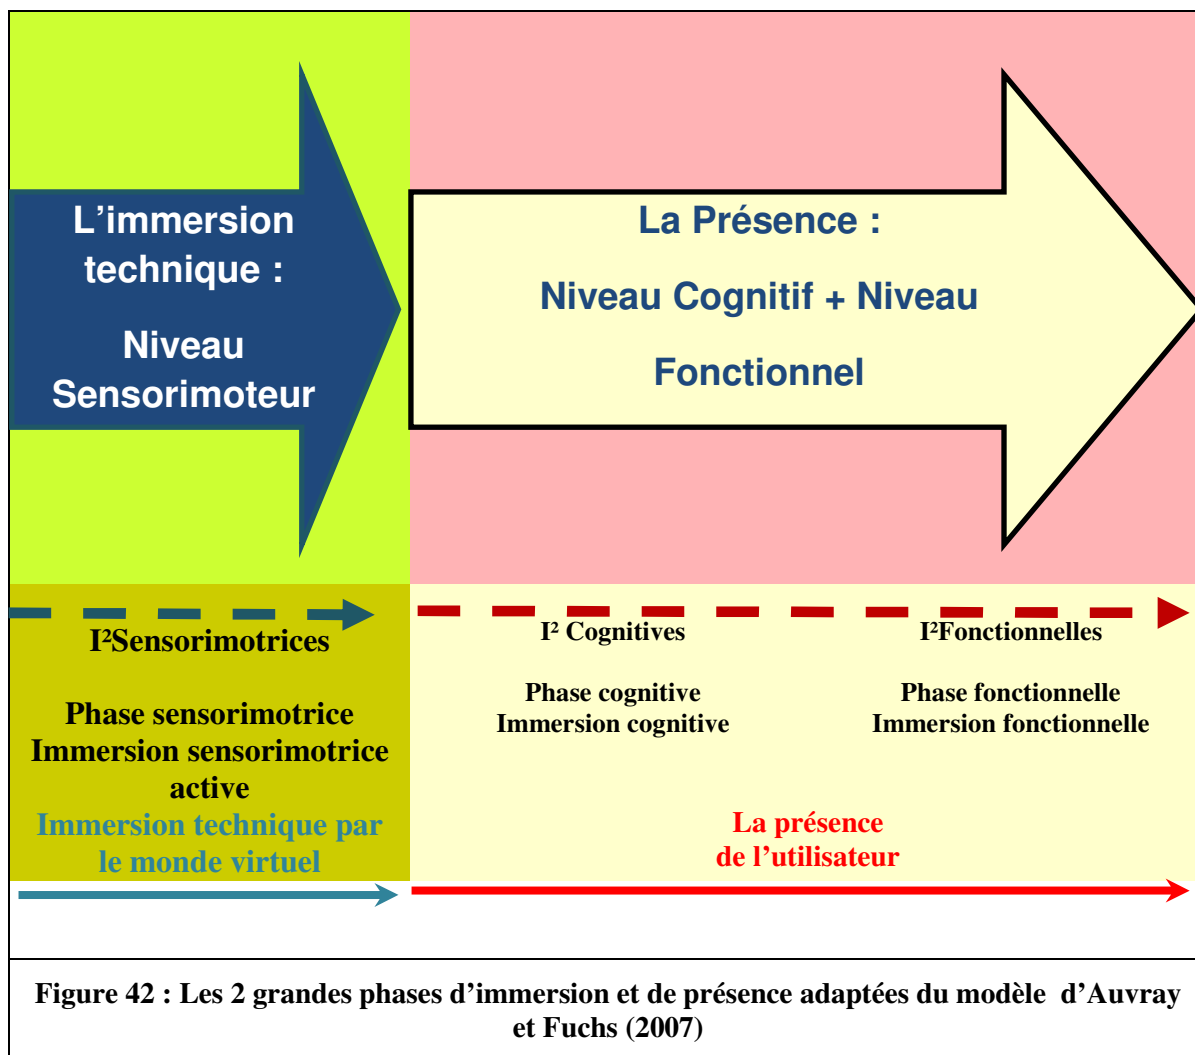 L’immersion
technique :
Niveau
Sensorimoteur
La Présence :
Niveau Cognitif + Niveau
Fonctionnel
I²Sensorimotrices
Phase sensorimotrice
Immersion sensorimotrice
active
Immersion technique par
le monde virtuel
I² Cognitives
Phase cognitive
Immersion cognitive
I²Fonctionnelles
Phase fonctionnelle
Immersion fonctionnelle
La présence
de l’utilisateur
Figure 42 : Les 2 grandes phases d’immersion et de présence adaptées du modèle d’Auvray
et Fuchs (2007)